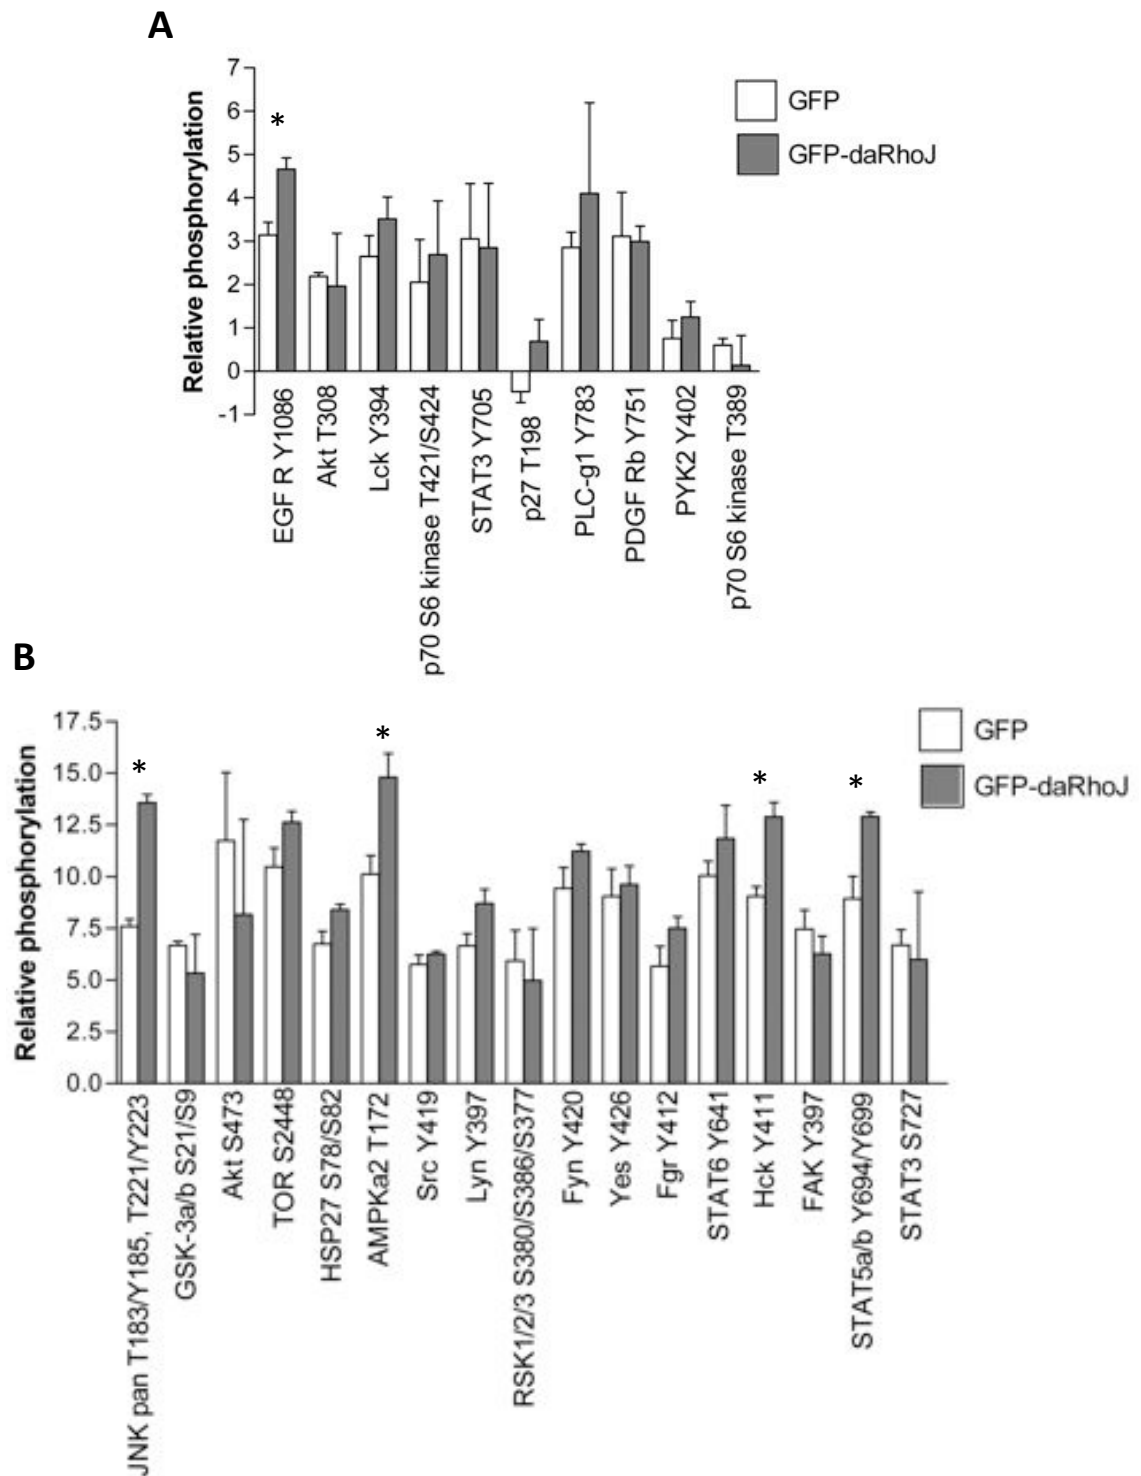 A
Relative phosphorylation
7
6
5
4
3
2
1
0
-1
*
GFP
GFP-daRhoJ
EGF R Y1086
Akt T308
Lck Y394
p70 S6 kinase T421/S424
STAT3 Y705
p27 T198
PLC-g1 Y783
PDGF Rb Y751
PYK2 Y402
p70 S6 kinase T389
B
Relative phosphorylation
17.5
15.0
12.5
10.0
7.5
5.0
2.5
0.0
*
*
*
*
GFP
GFP-daRhoJ
JNK pan T183/Y185, T221/Y223
GSK-3a/b S21/S9
Akt S473
TOR S2448
HSP27 S78/S82
AMPKa2 T172
Src Y419
Lyn Y397
RSK1/2/3 S380/S386/S377
Fyn Y420
Yes Y426
Fgr Y412
STAT6 Y641
Hck Y411
FAK Y397
STAT5a/b Y694/Y699
STAT3 S727